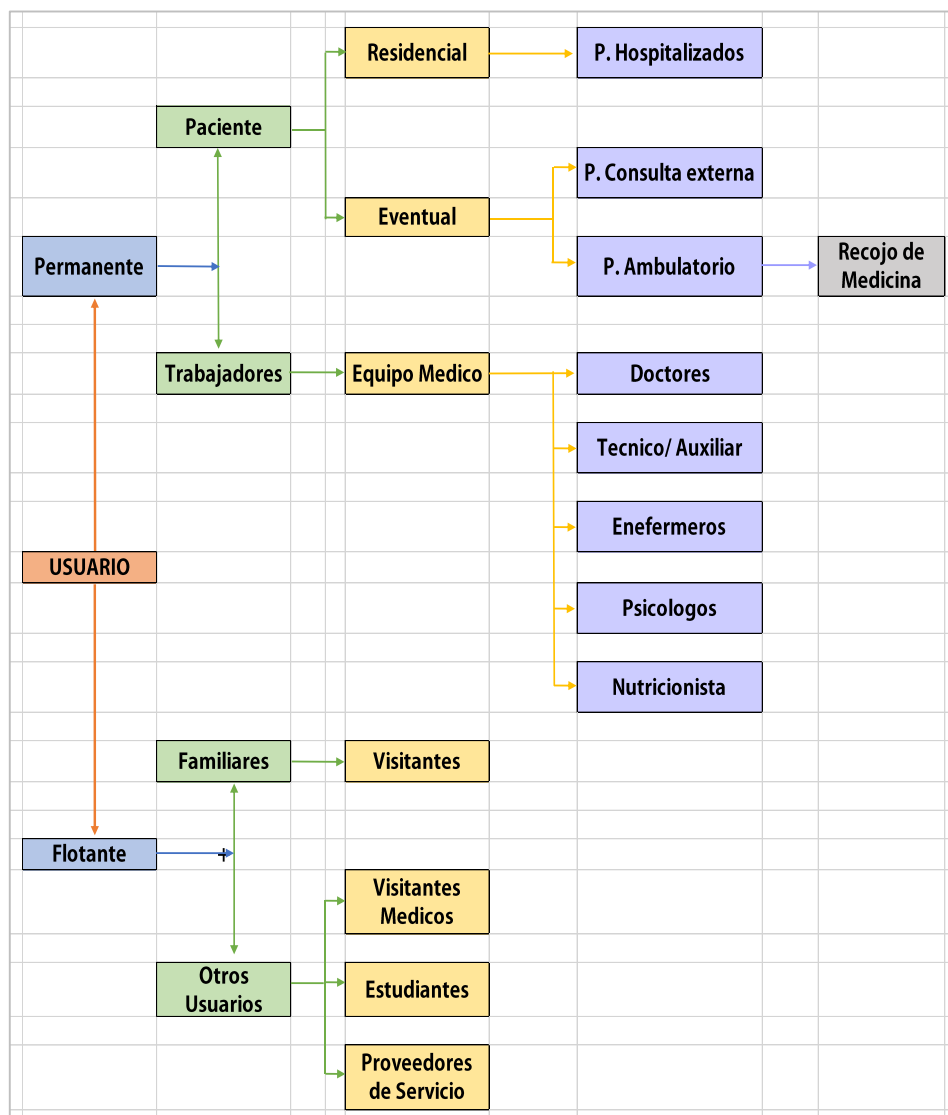 Residencial
P. Hospitalizados
Paciente
P. Consulta externa
Eventual
Permanente
P. Ambulatorio
Recojo de
Medicina
Trabajadores
Equipo Medico
Doctores
Tecnico/ Auxiliar
Enefermeros
USUARIO
Psicologos
Nutricionista
Familiares
Visitantes
Flotante
Visitantes
Medicos
Otros
Usuarios
Estudiantes
Proveedores
de Servicio